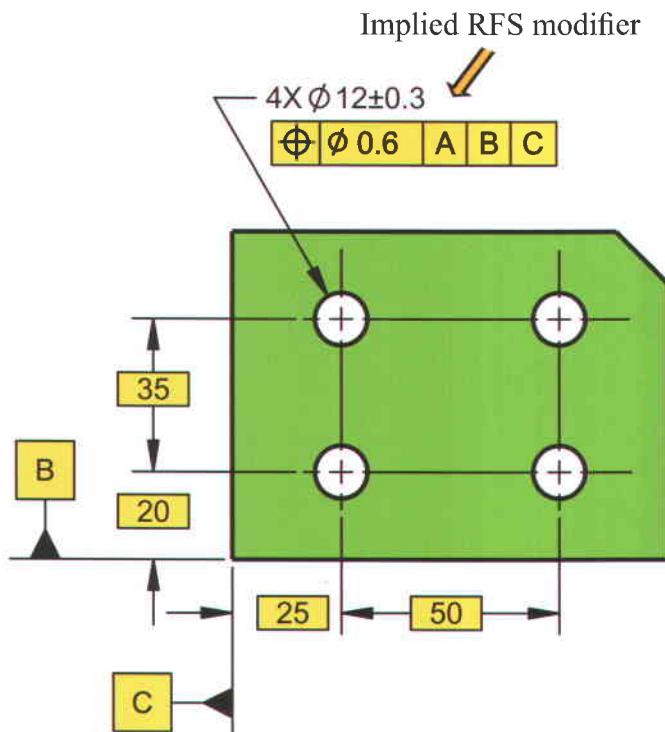 Implied RFS modifier
4X Ø 12±0.3
⌖ Ø 0.6 A B C
35
B
20
25 50
C